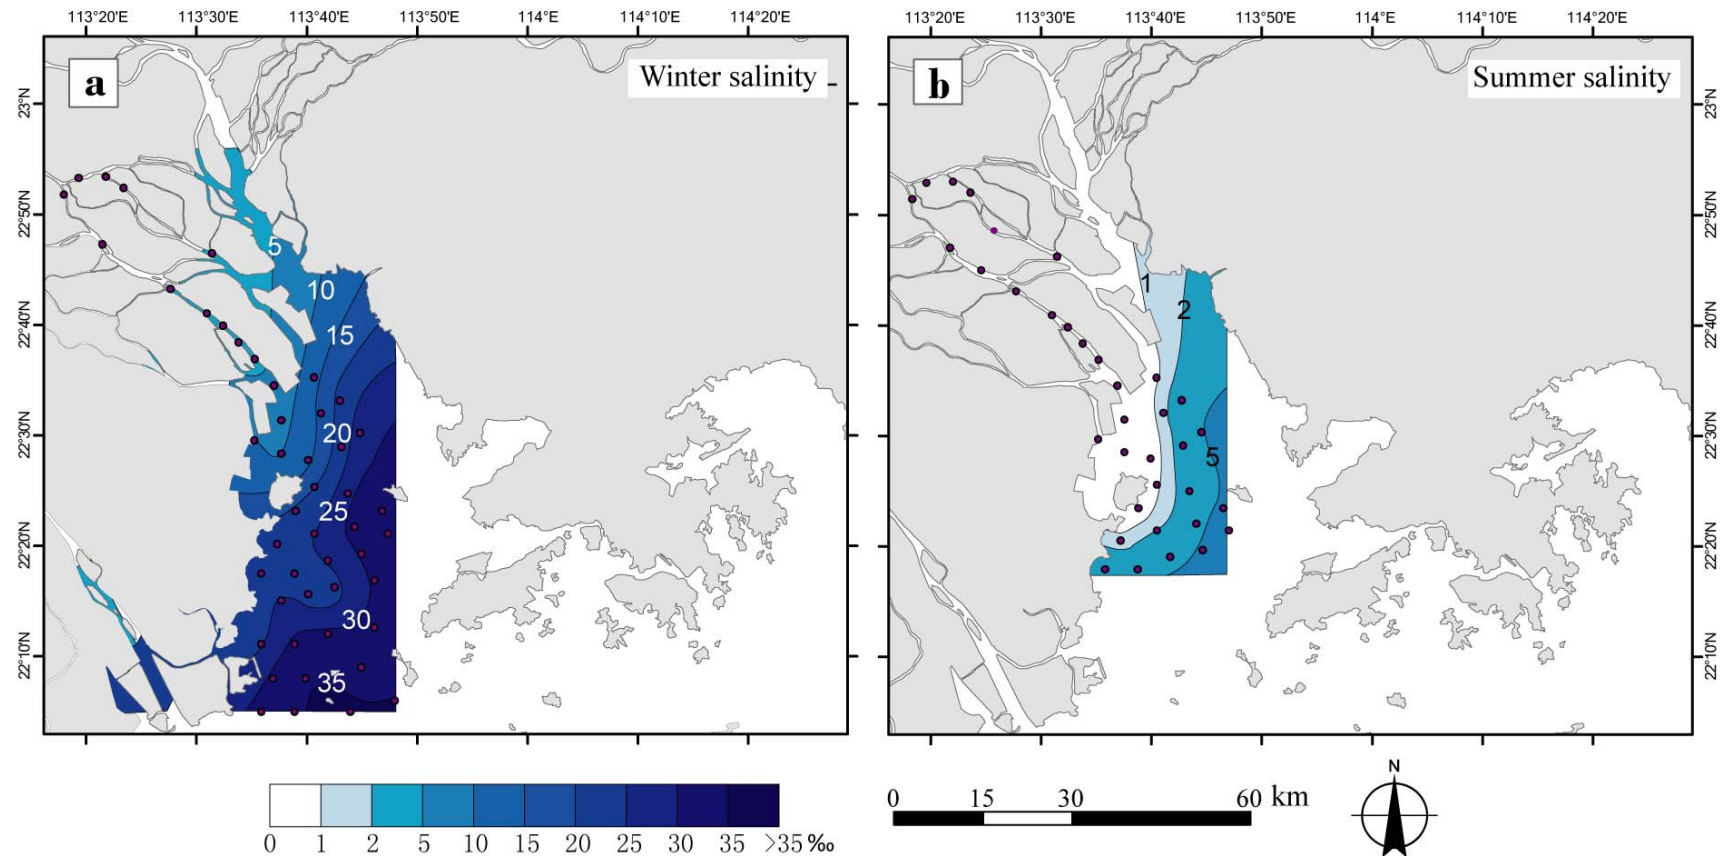 113°20'E 113°30'E 113°40'E 113°50'E 114°E 114°10'E 114°20'E
113°20'E 113°30'E 113°40'E 113°50'E 114°E 114°10'E 114°20'E
a
Winter salinity
b
Summer salinity
23°N
22°50'N
22°40'N
22°30'N
22°20'N
22°10'N
5
10
15
20
25
30
35
1
2
5
23°N
22°50'N
22°40'N
22°30'N
22°20'N
22°10'N
0 1 2 5 10 15 20 25 30 35 >35 ‰
0 15 30 60 km
N